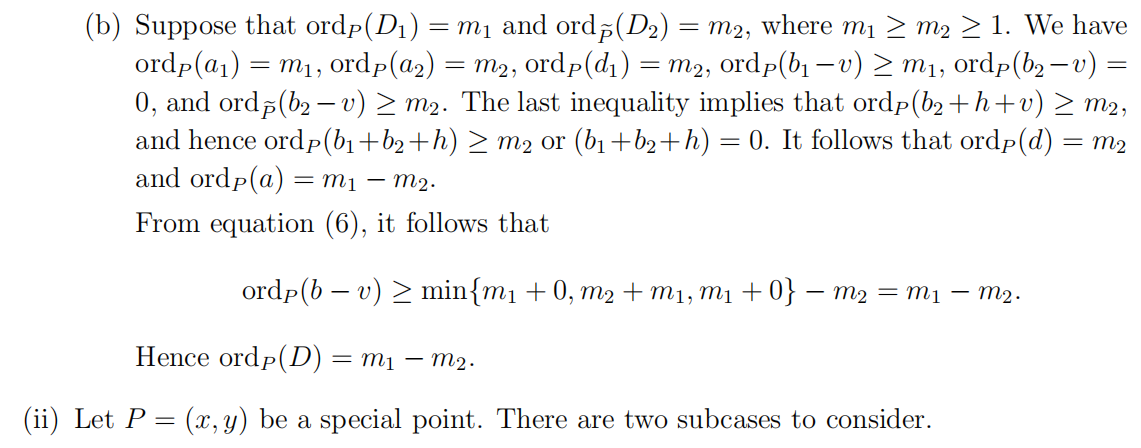 (b) Suppose that ord_P(D_1) = m_1 and ord_{P̃}(D_2) = m_2, where m_1 ≥ m_2 ≥ 1. We have
ord_P(a_1) = m_1, ord_P(a_2) = m_2, ord_P(d_1) = m_2, ord_P(b_1 − v) ≥ m_1, ord_P(b_2 − v) =
0, and ord_{P̃}(b_2 − v) ≥ m_2. The last inequality implies that ord_P(b_2 + h + v) ≥ m_2,
and hence ord_P(b_1 + b_2 + h) ≥ m_2 or (b_1 + b_2 + h) = 0. It follows that ord_P(d) = m_2
and ord_P(a) = m_1 − m_2.
From equation (6), it follows that
ord_P(b − v) ≥ min{m_1 + 0, m_2 + m_1, m_1 + 0} − m_2 = m_1 − m_2.
Hence ord_P(D) = m_1 − m_2.
(ii) Let P = (x, y) be a special point. There are two subcases to consider.